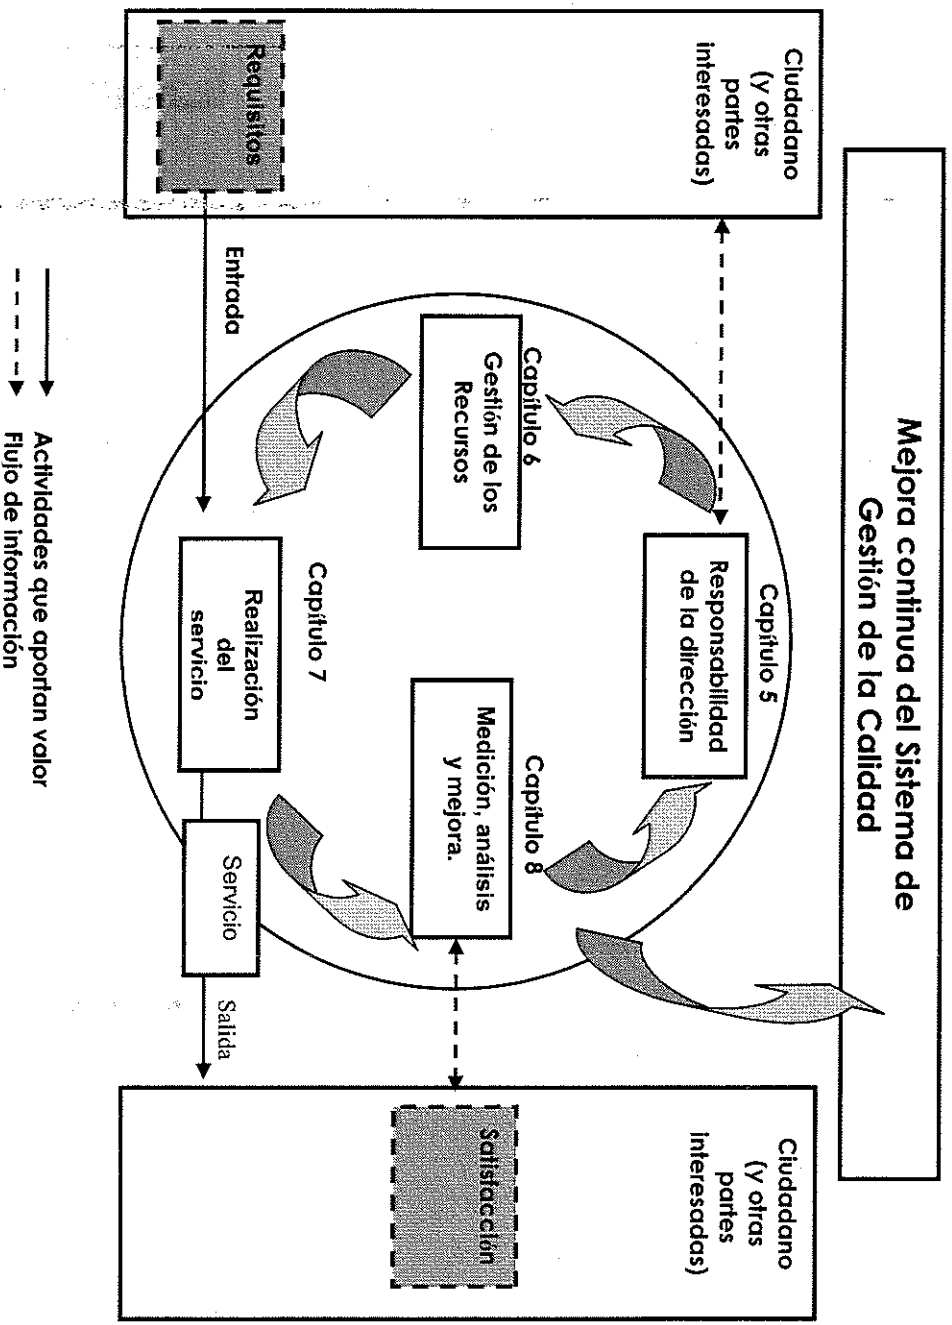 Mejora continua del Sistema de
Gestión de la Calidad
Ciudadano
(y otras
partes
interesadas)
Requisitos
Entrada
Capítulo 5
Responsabilidad
de la dirección
Capítulo 6
Gestión de los
Recursos
Capítulo 8
Medición, análisis
y mejora.
Capítulo 7
Realización
del
servicio
Servicio
Salida
Ciudadano
(y otras
partes
interesadas)
Satisfacción
Actividades que aportan valor
Flujo de información